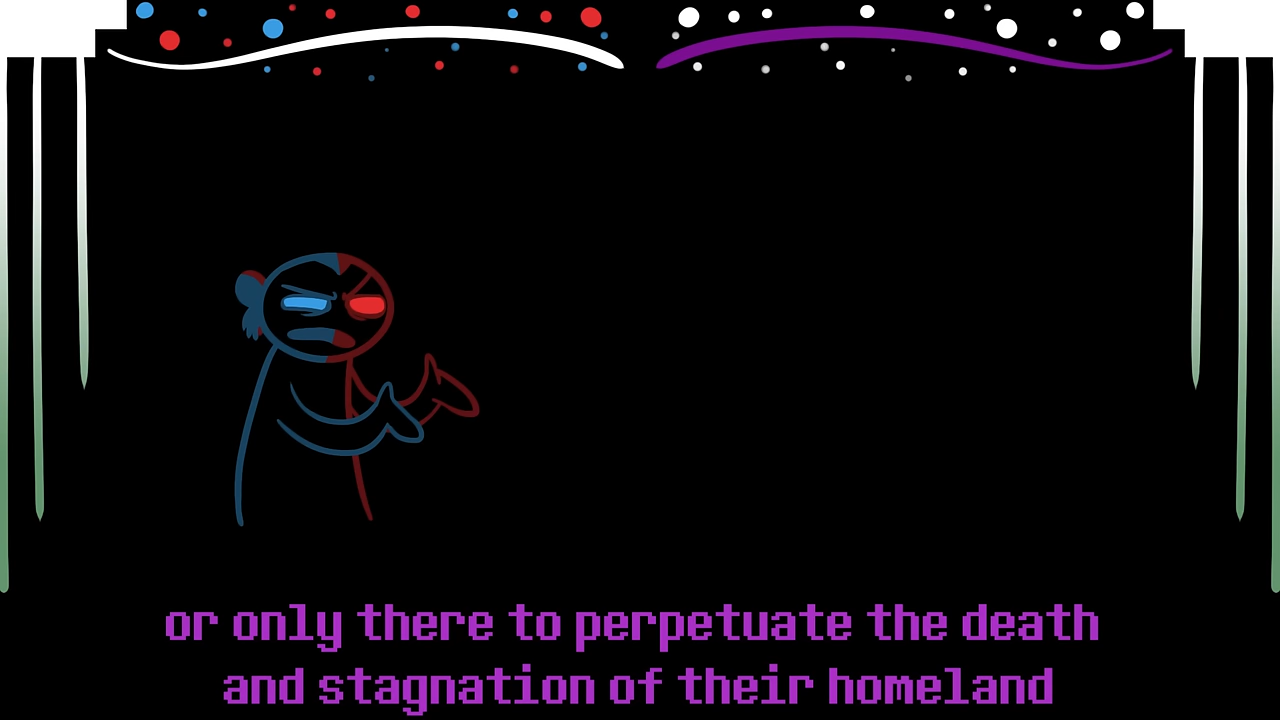 or only there to perpetuate the death
and stagnation of their homeland